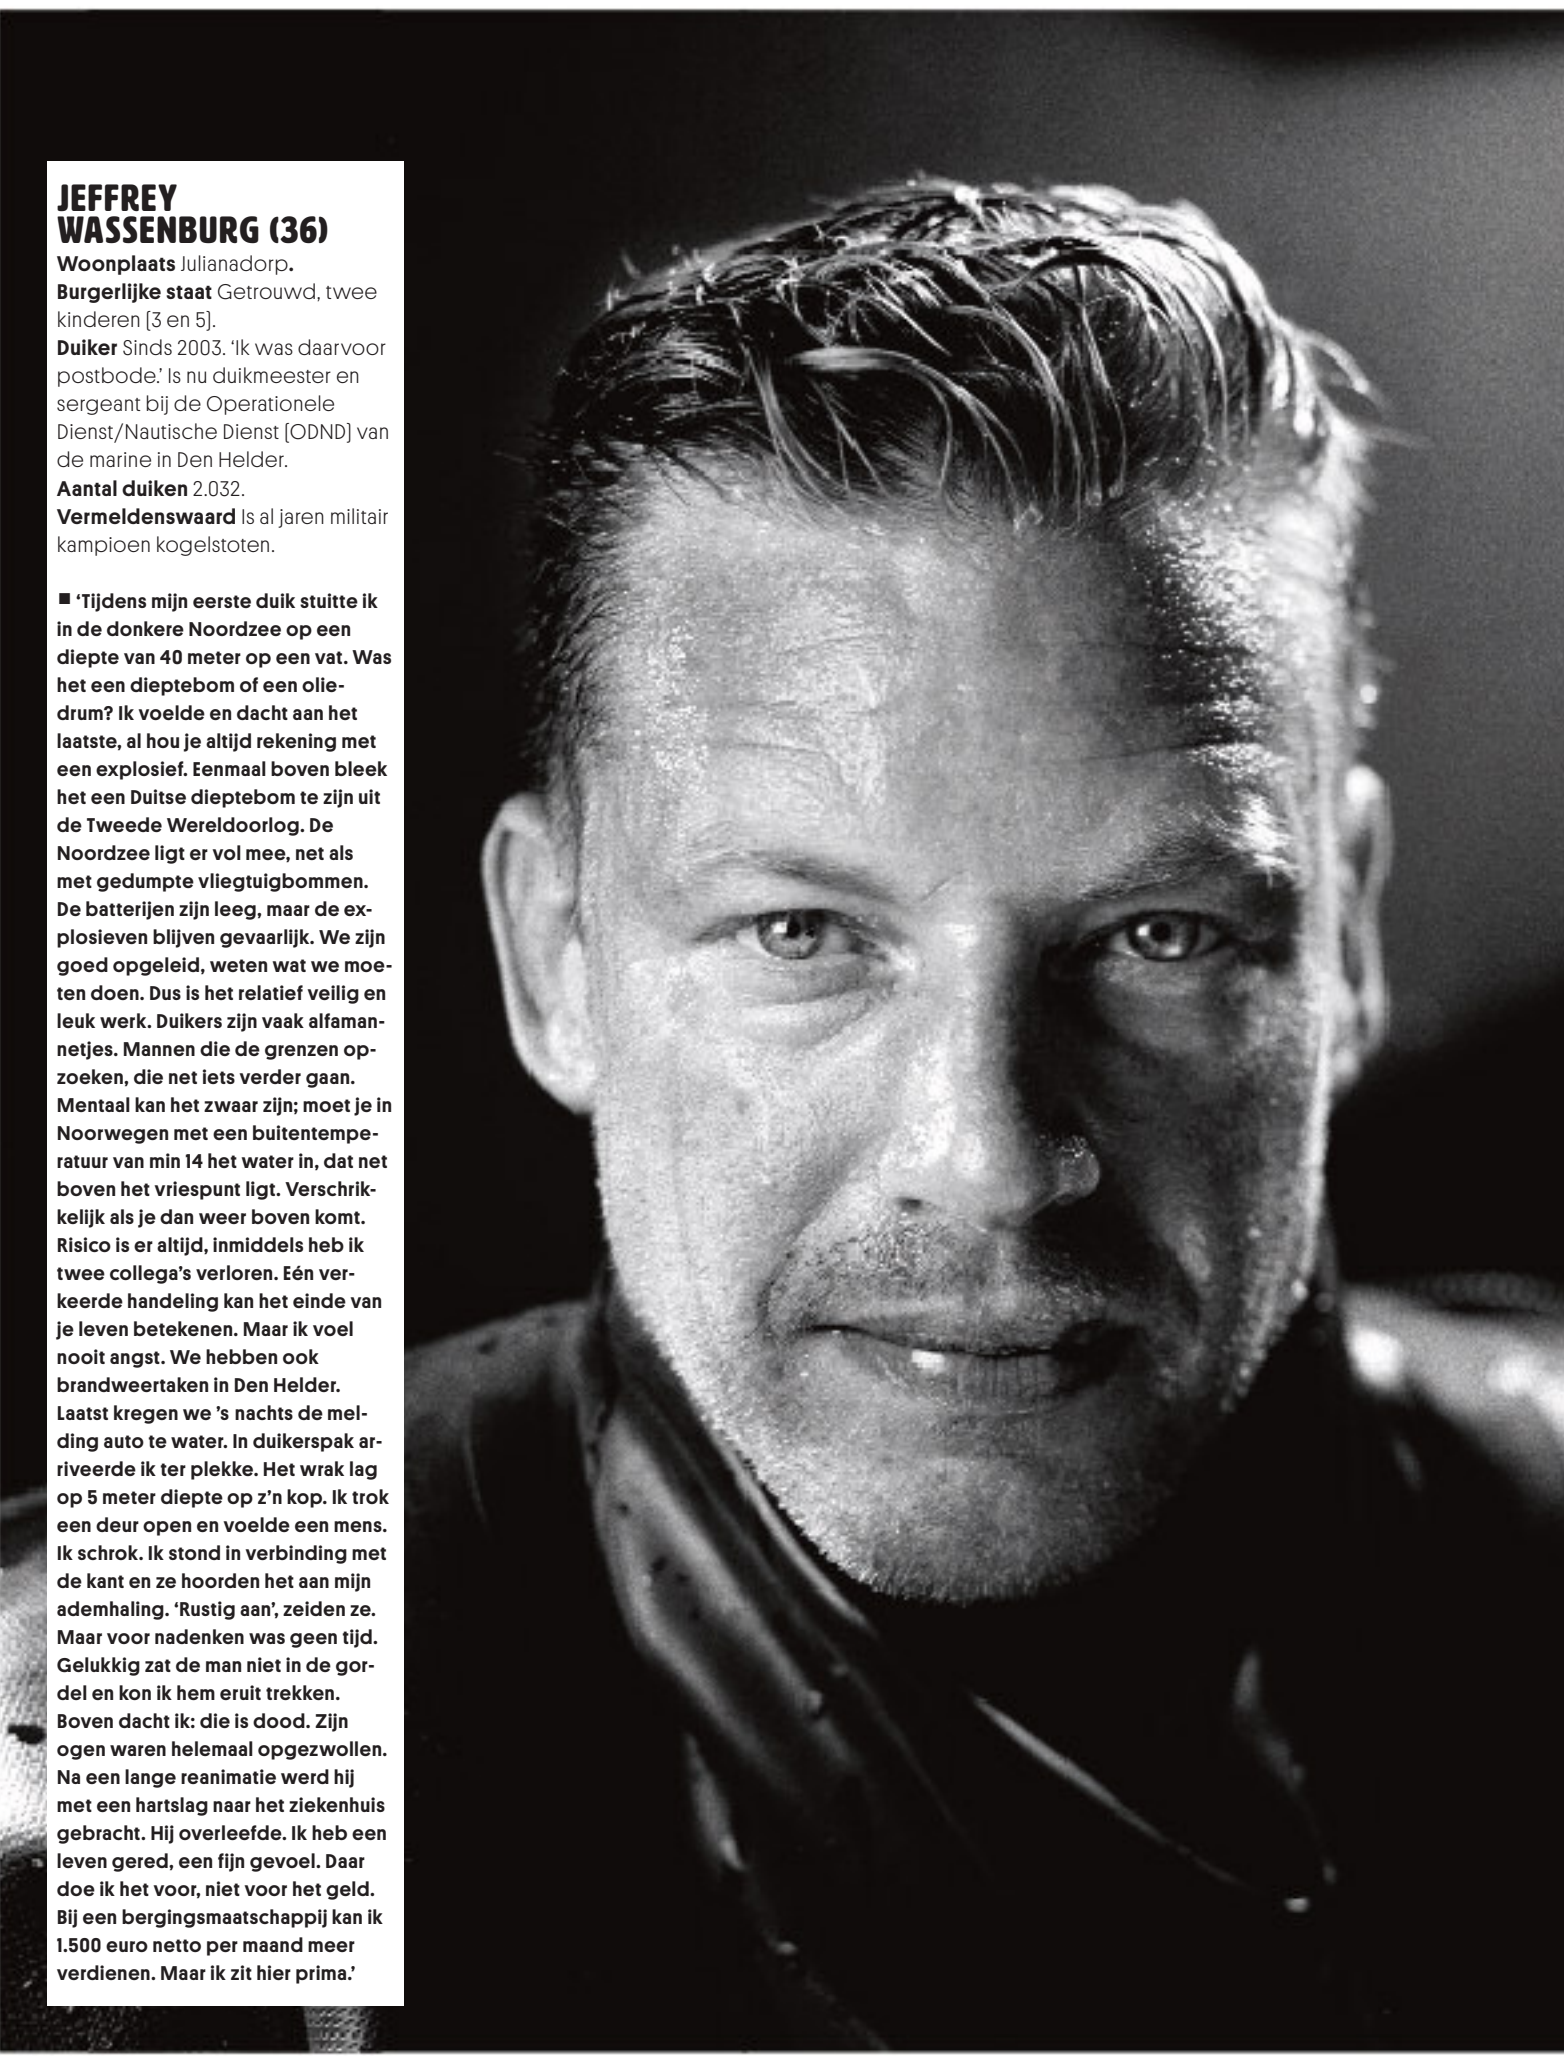 JEFFREY
WASSENBURG (36)
Woonplaats Julianadorp.
Burgerlijke staat Getrouwd, twee
kinderen (3 en 5).
Duiker Sinds 2003. ‘Ik was daarvoor
postbode.’ Is nu duikmeester en
sergeant bij de Operationele
Dienst/Nautische Dienst (ODND) van
de marine in Den Helder.
Aantal duiken 2.032.
Vermeldenswaard Is al jaren militair
kampioen kogelstoten.
■ ‘Tijdens mijn eerste duik stuitte ik
in de donkere Noordzee op een
diepte van 40 meter op een vat. Was
het een dieptebom of een olie-
drum? Ik voelde en dacht aan het
laatste, al hou je altijd rekening met
een explosief. Eenmaal boven bleek
het een Duitse dieptebom te zijn uit
de Tweede Wereldoorlog. De
Noordzee ligt er vol mee, net als
met gedumpte vliegtuigbommen.
De batterijen zijn leeg, maar de ex-
plosieven blijven gevaarlijk. We zijn
goed opgeleid, weten wat we moe-
ten doen. Dus is het relatief veilig en
leuk werk. Duikers zijn vaak alfaman-
netjes. Mannen die de grenzen op-
zoeken, die net iets verder gaan.
Mentaal kan het zwaar zijn; moet je in
Noorwegen met een buitentempe-
ratuur van min 14 het water in, dat net
boven het vriespunt ligt. Verschrik-
kelijk als je dan weer boven komt.
Risico is er altijd, inmiddels heb ik
twee collega’s verloren. Eén ver-
keerde handeling kan het einde van
je leven betekenen. Maar ik voel
nooit angst. We hebben ook
brandweertaken in Den Helder.
Laatst kregen we ’s nachts de mel-
ding auto te water. In duikerspak ar-
riveerde ik ter plekke. Het wrak lag
op 5 meter diepte op z’n kop. Ik trok
een deur open en voelde een mens.
Ik schrok. Ik stond in verbinding met
de kant en ze hoorden het aan mijn
ademhaling. ‘Rustig aan’, zeiden ze.
Maar voor nadenken was geen tijd.
Gelukkig zat de man niet in de gor-
del en kon ik hem eruit trekken.
Boven dacht ik: die is dood. Zijn
ogen waren helemaal opgezwollen.
Na een lange reanimatie werd hij
met een hartslag naar het ziekenhuis
gebracht. Hij overleefde. Ik heb een
leven gered, een fijn gevoel. Daar
doe ik het voor, niet voor het geld.
Bij een bergingsmaatschappij kan ik
1.500 euro netto per maand meer
verdienen. Maar ik zit hier prima.’